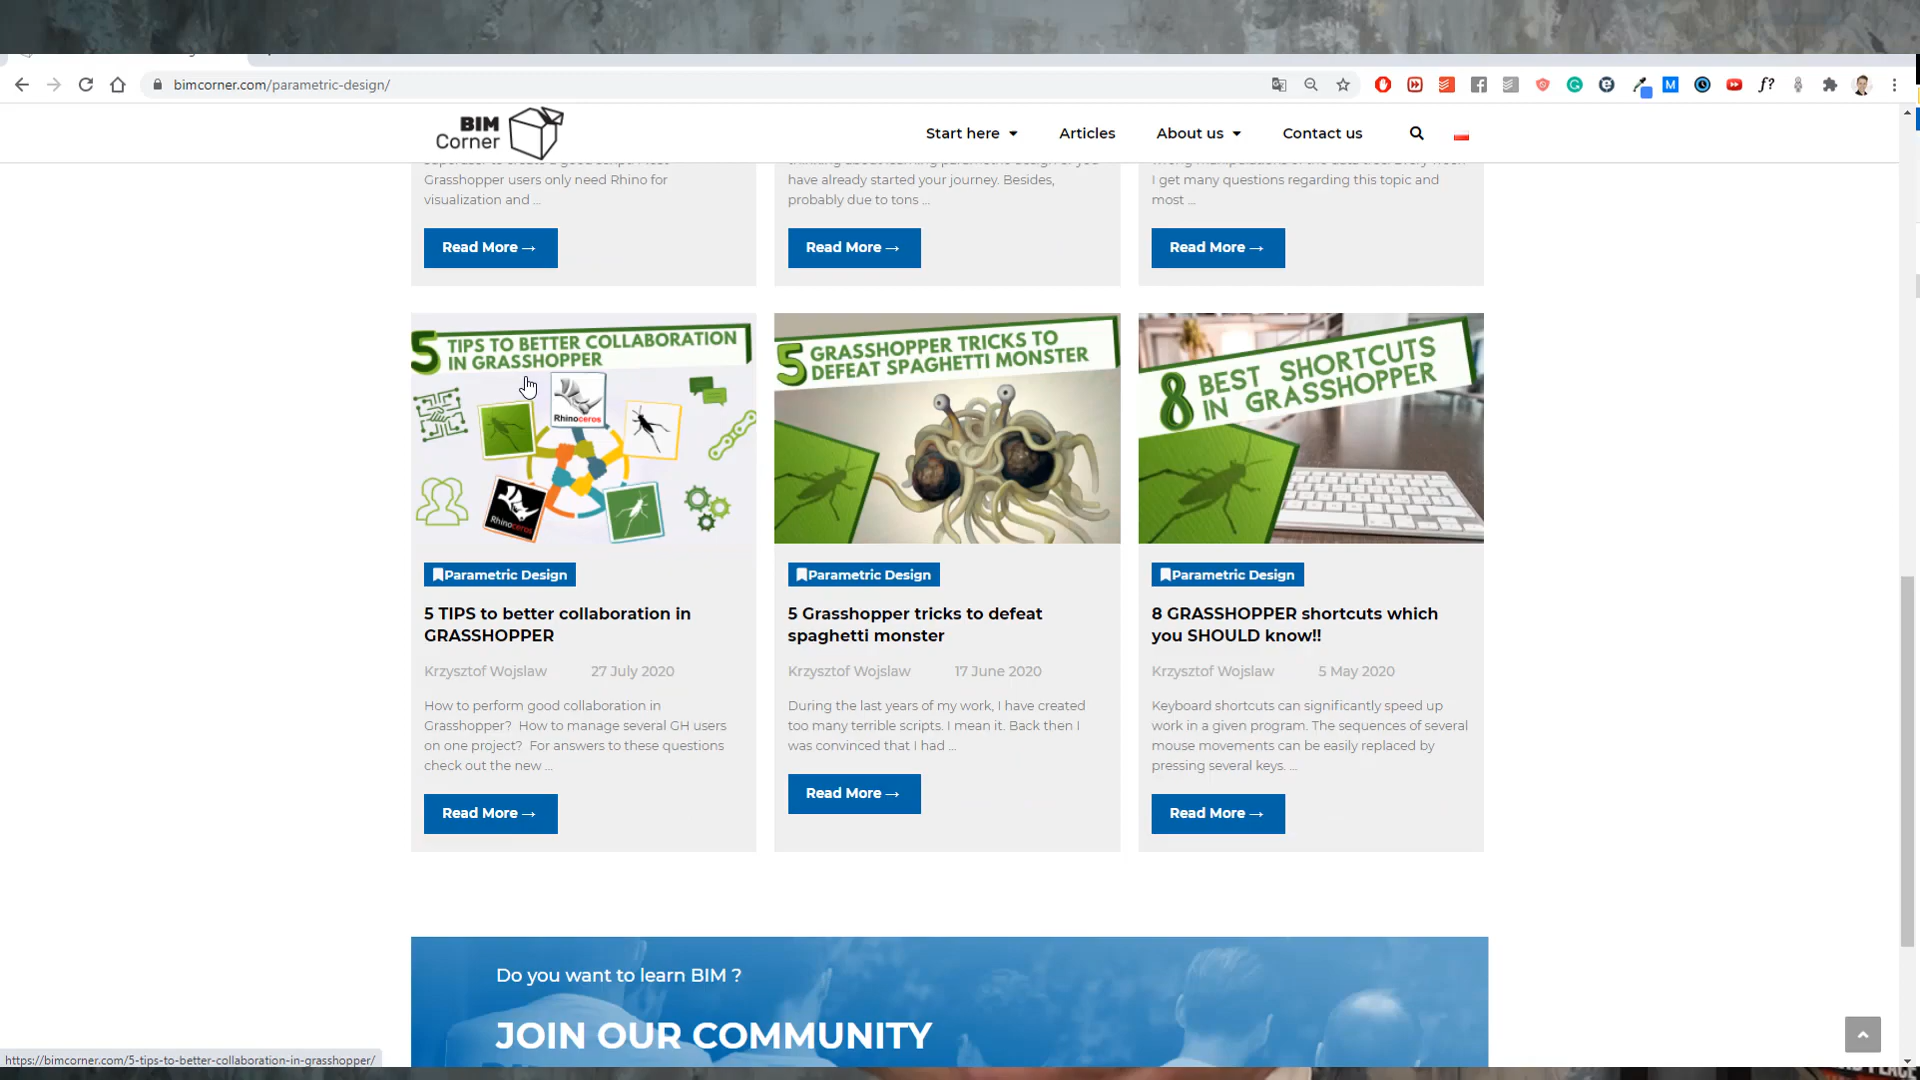 bimcorner.com/parametric-design/
BIM
Corner
Start here
Articles
About us
Contact us
Grasshopper users only need Rhino for
visualization and ...
Read More →
have already started your journey. Besides,
probably due to tons ...
Read More →
I get many questions regarding this topic and
most ...
Read More →
5 TIPS TO BETTER COLLABORATION
IN GRASSHOPPER
Rhinoceros
Rhinoceros
Parametric Design
5 TIPS to better collaboration in
GRASSHOPPER
Krzysztof Wojslaw 27 July 2020
How to perform good collaboration in
Grasshopper? How to manage several GH users
on one project? For answers to these questions
check out the new ...
Read More →
5 GRASSHOPPER TRICKS TO
DEFEAT SPAGHETTI MONSTER
Parametric Design
5 Grasshopper tricks to defeat
spaghetti monster
Krzysztof Wojslaw 17 June 2020
During the last years of my work, I have created
too many terrible scripts. I mean it. Back then I
was convinced that I had ...
Read More →
8 BEST SHORTCUTS
IN GRASSHOPPER
Parametric Design
8 GRASSHOPPER shortcuts which
you SHOULD know!!
Krzysztof Wojslaw 5 May 2020
Keyboard shortcuts can significantly speed up
work in a given program. The sequences of several
mouse movements can be easily replaced by
pressing several keys. ...
Read More →
Do you want to learn BIM ?
JOIN OUR COMMUNITY
https://bimcorner.com/5-tips-to-better-collaboration-in-grasshopper/